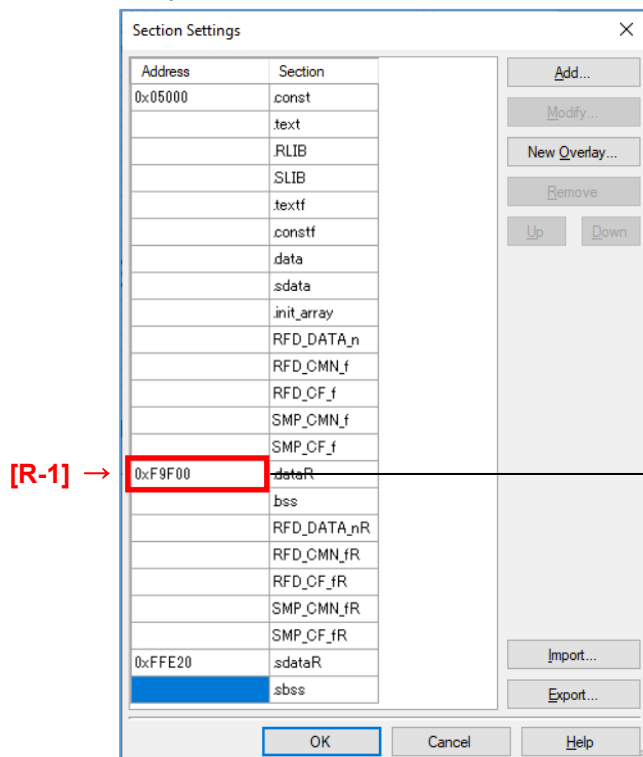 Section Settings
Address Section Add...
0x05000 .const
.text Modify...
.RLIB New Overlay...
.SLIB
.textf Remove
.constf Up Down
.data
.sdata
.init_array
RFD_DATA_n
RFD_CMN_f
RFD_CF_f
SMP_CMN_f
SMP_CF_f
[R-1] → 0xF9F00 .dataR
.bss
RFD_DATA_nR
RFD_CMN_fR
RFD_CF_fR
SMP_CMN_fR
SMP_CF_fR
0xFFE20 .sdataR Import...
.sbss Export...
OK Cancel Help